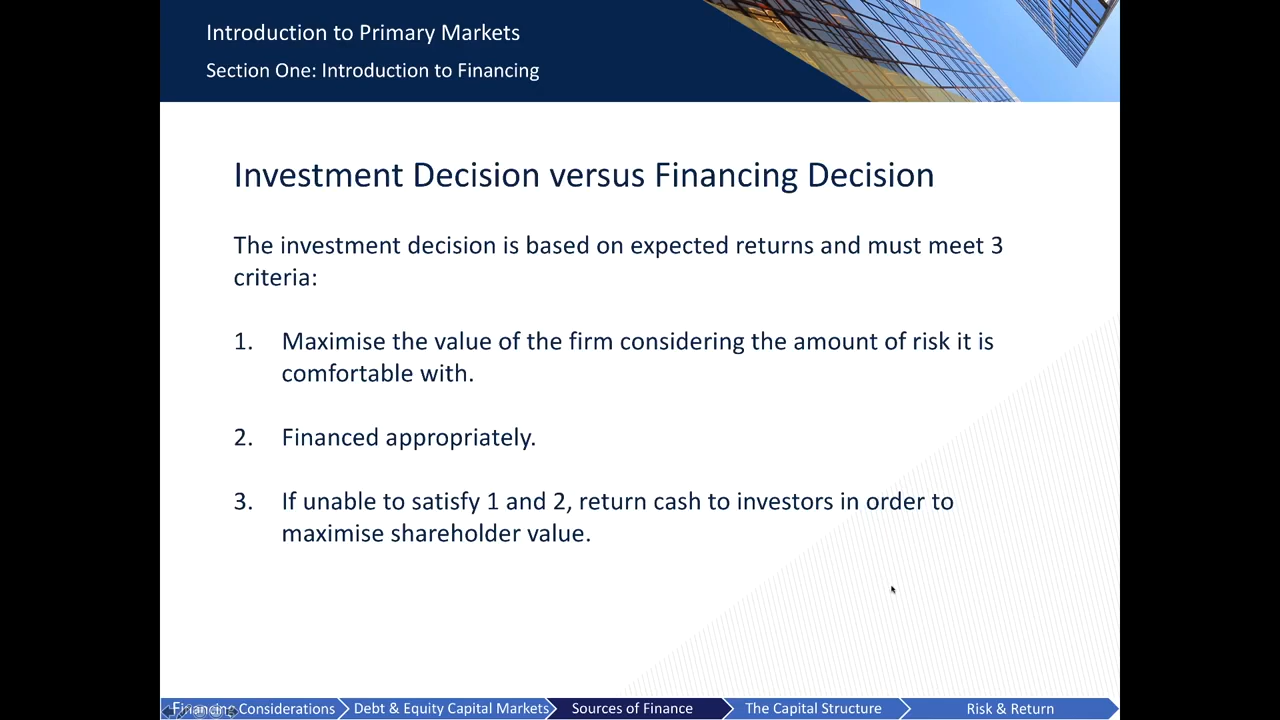 Introduction to Primary Markets
Section One: Introduction to Financing
Investment Decision versus Financing Decision
The investment decision is based on expected returns and must meet 3
criteria:
1. Maximise the value of the firm considering the amount of risk it is
comfortable with.
2. Financed appropriately.
3. If unable to satisfy 1 and 2, return cash to investors in order to
maximise shareholder value.
Financing Considerations
Debt & Equity Capital Markets
Sources of Finance
The Capital Structure
Risk & Return